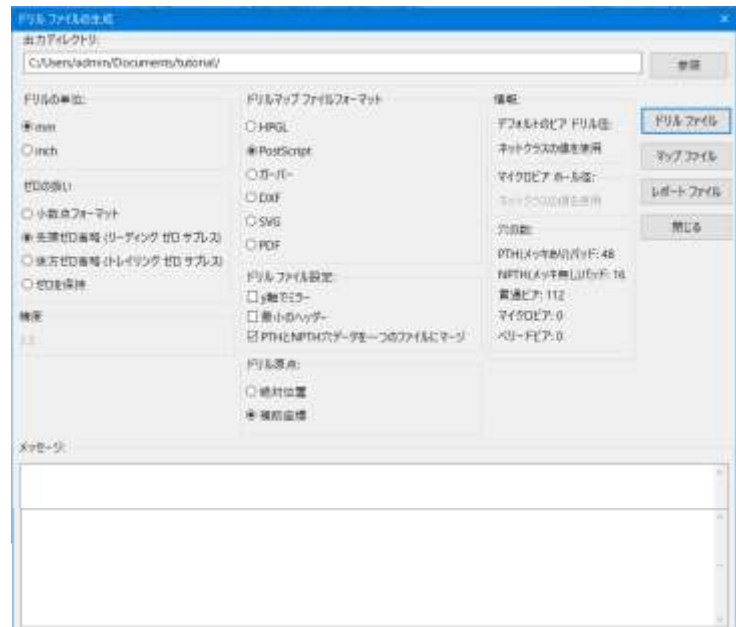 ドリル ファイルの生成
出力ディレクトリ:
C:/Users/admin/Documents/tutorial/
参照
ドリルの単位:
mm
inch
ゼロの扱い
小数点フォーマット
先頭ゼロ省略 (リーディング ゼロ サプレス)
後方ゼロ省略 (トレイリング ゼロ サプレス)
ゼロを保持
精度
ドリルマップ ファイルフォーマット
HPGL
PostScript
ガーバー
DXF
SVG
PDF
ドリル ファイル設定:
y軸でミラー
最小のヘッダー
PTHとNPTH穴データを一つのファイルにマージ
ドリル原点:
絶対位置
補助座標
情報:
デフォルトのビア ドリル径:
ネットクラスの値を使用
マイクロビア ホール径:
ネットクラスの値を使用
穴の数:
PTH(メッキあり)パッド: 48
NPTH(メッキ無し)パッド: 16
貫通ビア: 112
マイクロビア: 0
ベリードビア: 0
ドリル ファイル
マップ ファイル
レポート ファイル
閉じる
メッセージ: